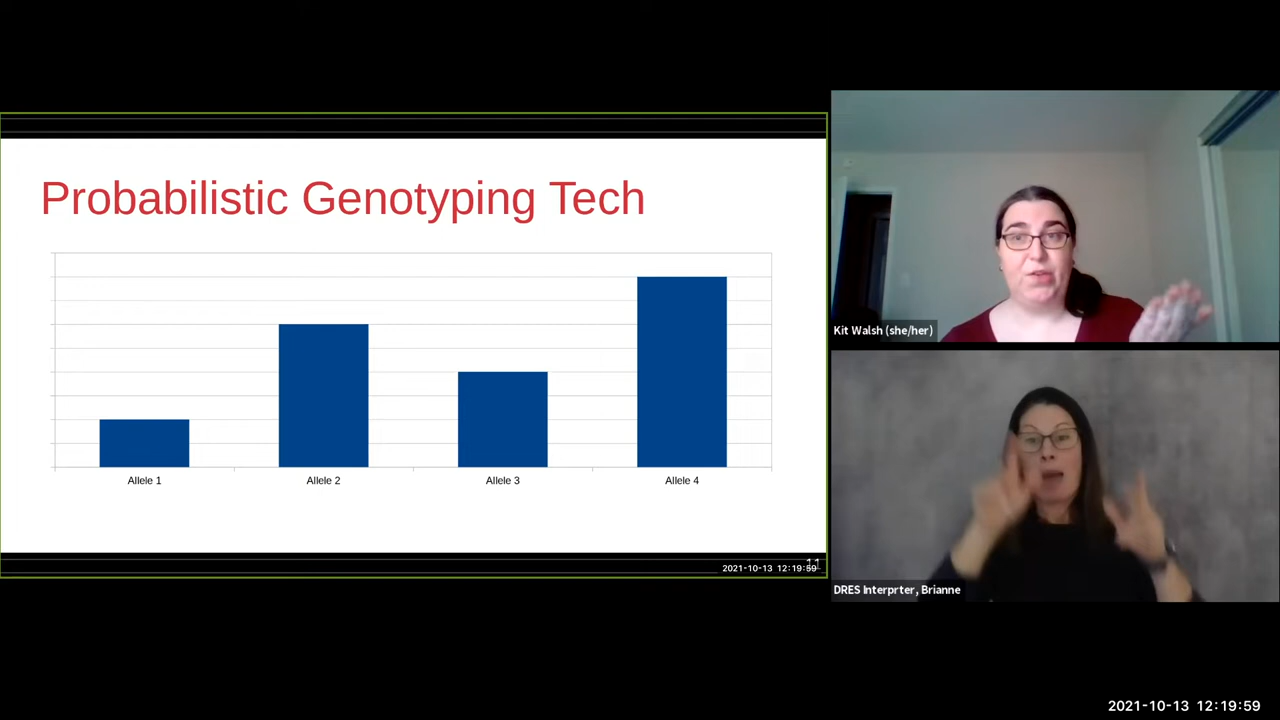 Probabilistic Genotyping Tech
Allele 1
Allele 2
Allele 3
Allele 4
11
2021-10-13 12:19:59
Kit Walsh (she/her)
DRES Interprter, Brianne
2021-10-13 12:19:59